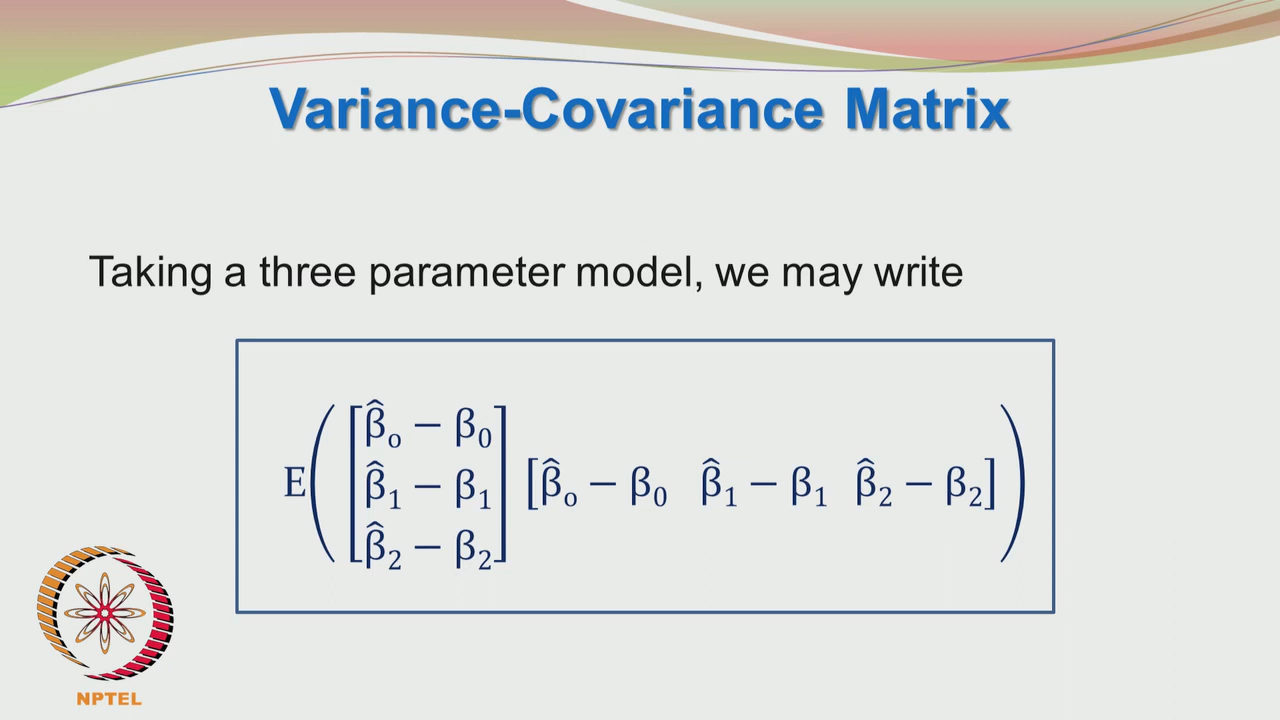 Variance-Covariance Matrix
Taking a three parameter model, we may write
E([β̂ₒ − β₀
β̂₁ − β₁
β̂₂ − β₂] [β̂ₒ − β₀ β̂₁ − β₁ β̂₂ − β₂])
NPTEL